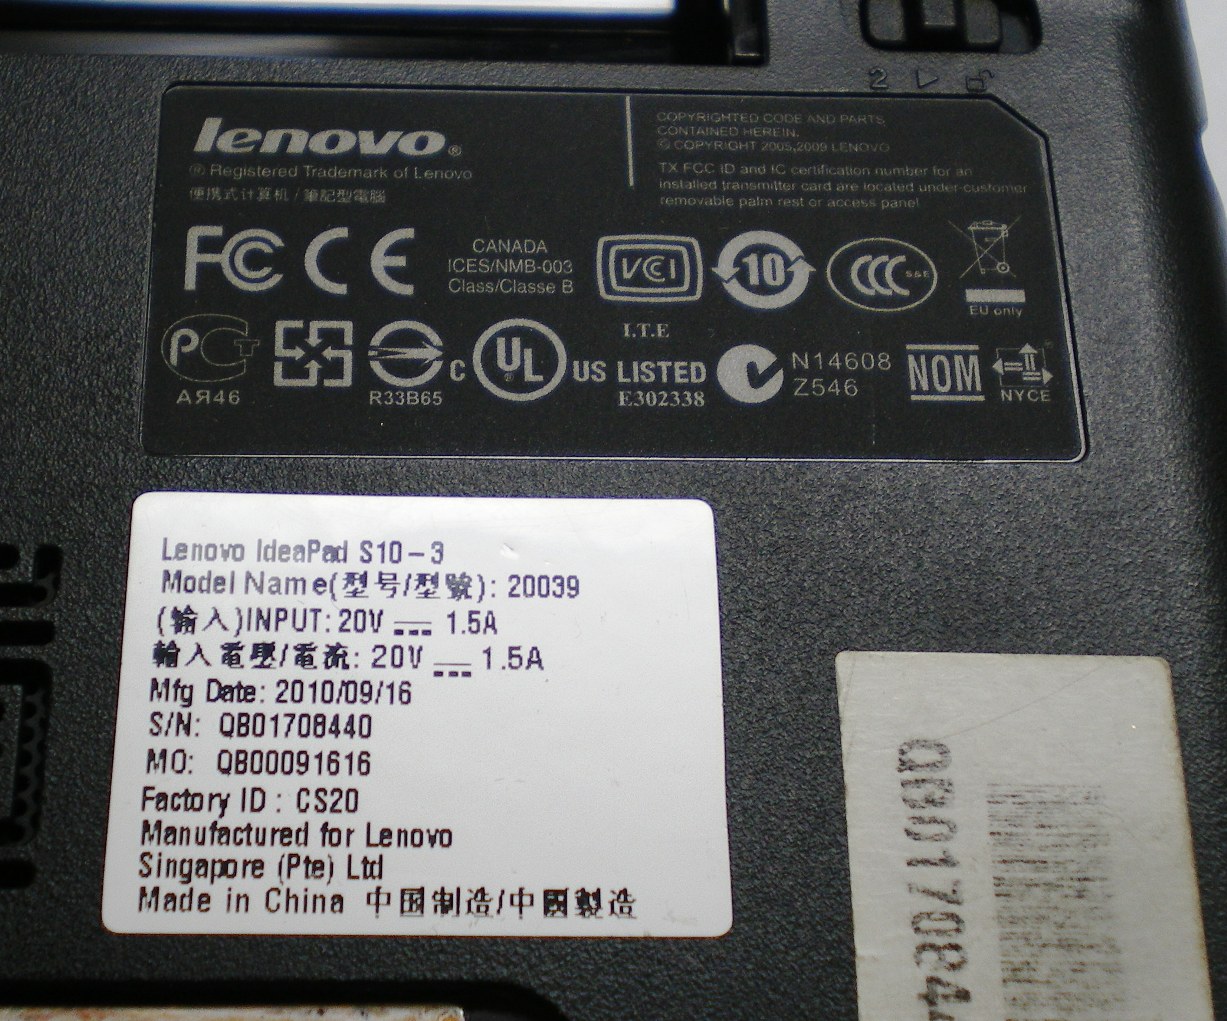 2
lenovo®
® Registered Trademark of Lenovo
便携式计算机 / 筆記型電腦
COPYRIGHTED CODE AND PARTS
CONTAINED HEREIN.
© COPYRIGHT 2005,2009 LENOVO
TX FCC ID and IC certification number for an
installed transmitter card are located under customer
removable palm rest or access panel
FCC CE
CANADA
ICES/NMB-003
Class/Classe B
VCCI
10
CCC S&E
EU only
PCT
АЯ46
R33B65
C UL US LISTED
I.T.E
E302338
N14608
Z546
NOM
NYCE
Lenovo IdeaPad S10-3
Model Name(型号/型號): 20039
(輸入)INPUT: 20V ⎓ 1.5A
輸入電壓/電流: 20V ⎓ 1.5A
Mfg Date: 2010/09/16
S/N: QB01708440
MO: QB00091616
Factory ID : CS20
Manufactured for Lenovo
Singapore (Pte) Ltd
Made in China 中国制造/中國製造
QB017084